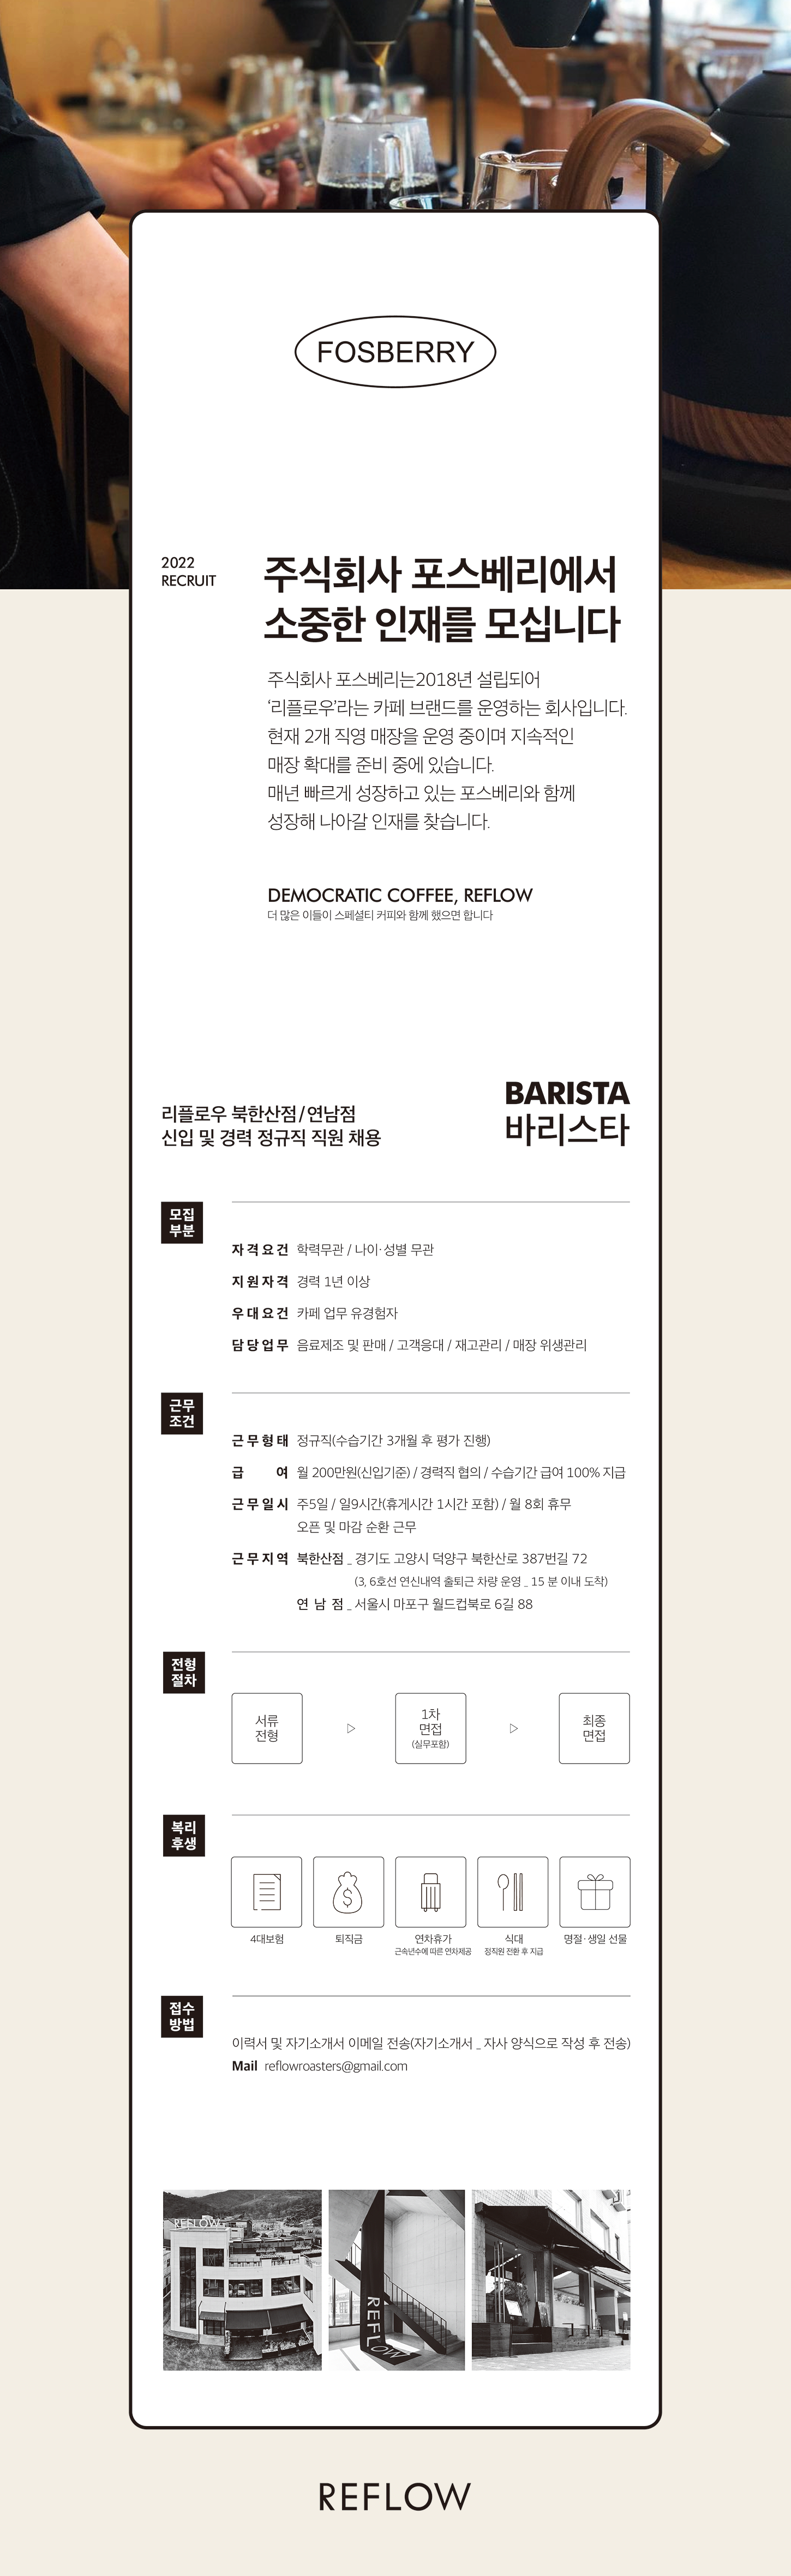 FOSBERRY
2022
RECRUIT
주식회사 포스베리에서
소중한 인재를 모십니다
주식회사 포스베리는2018년 설립되어
‘리플로우’라는 카페 브랜드를 운영하는 회사입니다.
현재 2개 직영 매장을 운영 중이며 지속적인
매장 확대를 준비 중에 있습니다.
매년 빠르게 성장하고 있는 포스베리와 함께
성장해 나아갈 인재를 찾습니다.
DEMOCRATIC COFFEE, REFLOW
더 많은 이들이 스페셜티 커피와 함께 했으면 합니다
리플로우 북한산점/연남점
신입 및 경력 정규직 직원 채용
BARISTA
바리스타
모집
부분
자격요건 학력무관 / 나이·성별 무관
지원자격 경력 1년 이상
우대요건 카페 업무 유경험자
담당업무 음료제조 및 판매 / 고객응대 / 재고관리 / 매장 위생관리
근무
조건
근무형태 정규직(수습기간 3개월 후 평가 진행)
급 여 월 200만원(신입기준) / 경력직 협의 / 수습기간 급여 100% 지급
근무일시 주5일 / 일9시간(휴게시간 1시간 포함) / 월 8회 휴무
오픈 및 마감 순환 근무
근무지역 북한산점 _ 경기도 고양시 덕양구 북한산로 387번길 72
(3, 6호선 연신내역 출퇴근 차량 운영 _ 15 분 이내 도착)
연 남 점 _ 서울시 마포구 월드컵북로 6길 88
전형
절차
서류
전형
▷
1차
면접
(실무포함)
▷
최종
면접
복리
후생
4대보험
퇴직금
연차휴가
근속년수에 따른 연차제공
식대
정직원 전환 후 지급
명절·생일 선물
접수
방법
이력서 및 자기소개서 이메일 전송(자기소개서 _ 자사 양식으로 작성 후 전송)
Mail reflowroasters@gmail.com
REFLOW
REFLOW
REFLOW